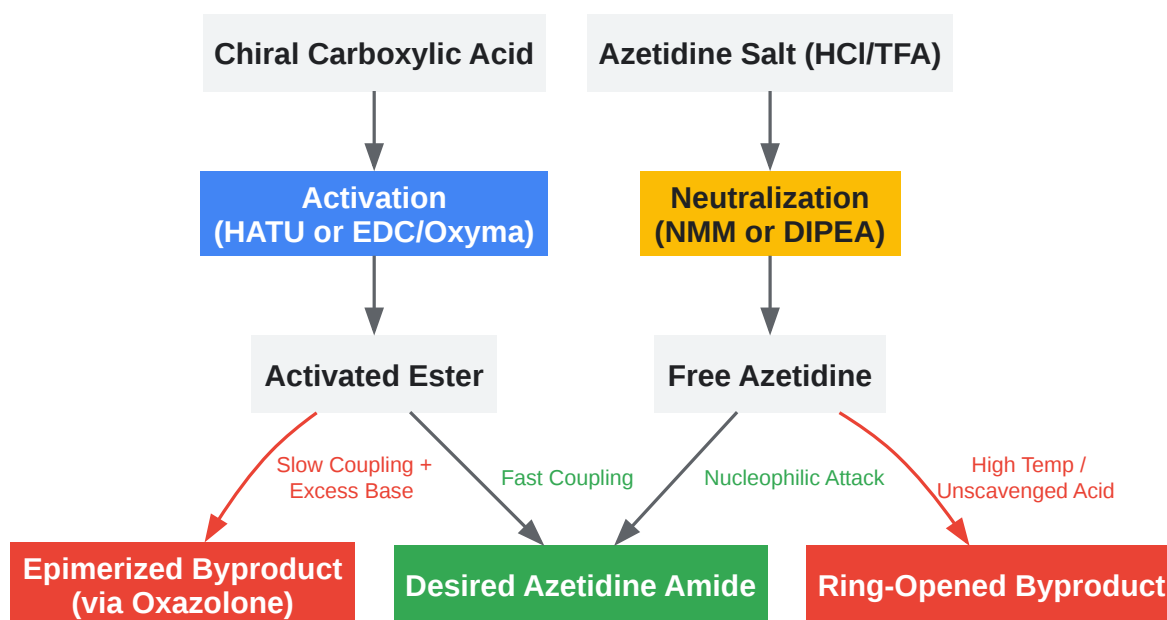 Chiral Carboxylic Acid
Azetidine Salt (HCl/TFA)
Activation
(HATU or EDC/Oxyma)
Neutralization
(NMM or DIPEA)
Activated Ester
Free Azetidine
Slow Coupling +
Excess Base
Fast Coupling
Nucleophilic Attack
High Temp /
Unscavenged Acid
Epimerized Byproduct
(via Oxazolone)
Desired Azetidine Amide
Ring-Opened Byproduct